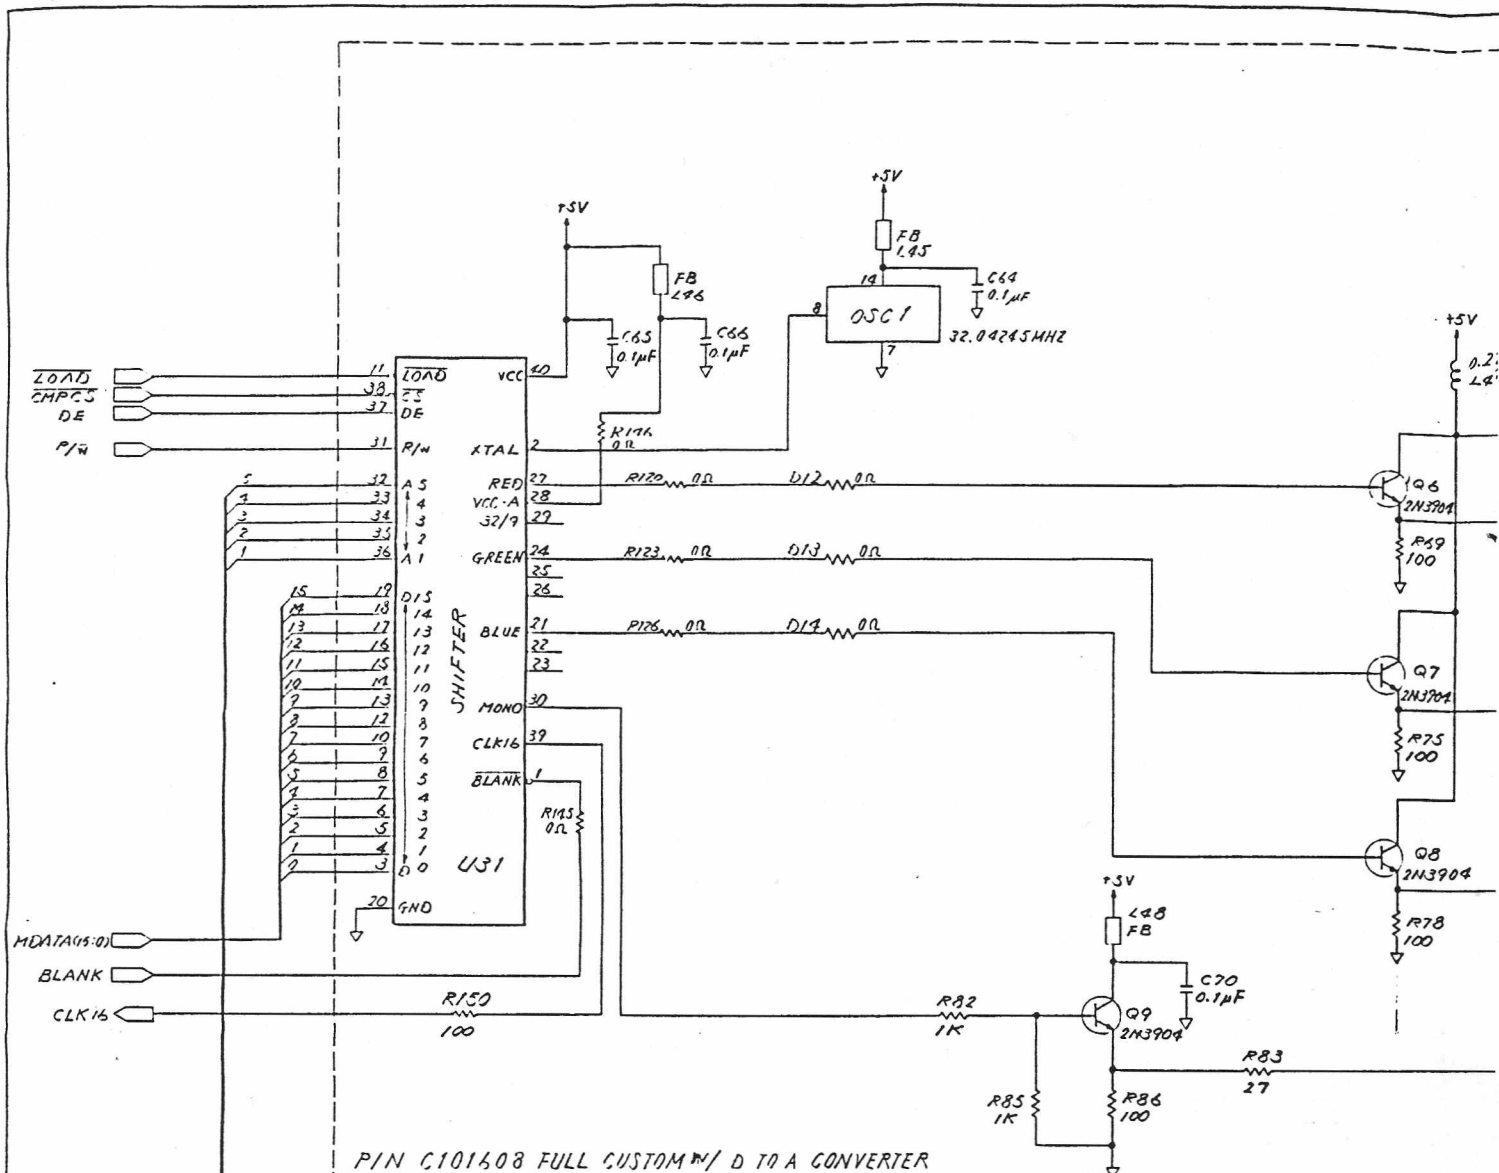 +5V
+5V
FB
L45
FB
L46
14
C64
0.1µF
8
OSC1
32.04245MHZ
7
+5V
C65
0.1µF
C66
0.1µF
LOAD
11
LOAD
VCC
40
CMPCS
38
CS
DE
37
DE
R146
0Ω
R/W
31
R/W
XTAL
2
5
32
A5
RED
27
R120
0Ω
D12
0Ω
Q6
2N3904
4
33
4
VCC-A
28
3
34
3
32/9
29
2
35
2
1
36
A1
GREEN
24
R123
0Ω
D13
0Ω
R69
100
25
26
15
19
D15
14
18
14
13
17
13
BLUE
21
R126
0Ω
D14
0Ω
12
16
12
22
11
15
11
23
10
14
10
9
13
9
MONO
30
8
12
8
7
10
7
CLK16
39
6
9
6
5
8
5
BLANK
1
4
7
4
3
6
3
2
5
2
1
4
1
0
3
D 0
SHIFTER
U31
R145
0Ω
Q7
2N3904
R75
100
Q8
2N3904
R78
100
20
GND
MDATA(15:0)
BLANK
CLK16
R150
100
+5V
L48
FB
C70
0.1µF
R82
1K
Q9
2N3904
R83
27
R85
1K
R86
100
P/N C101608 FULL CUSTOM W/ D TO A CONVERTER